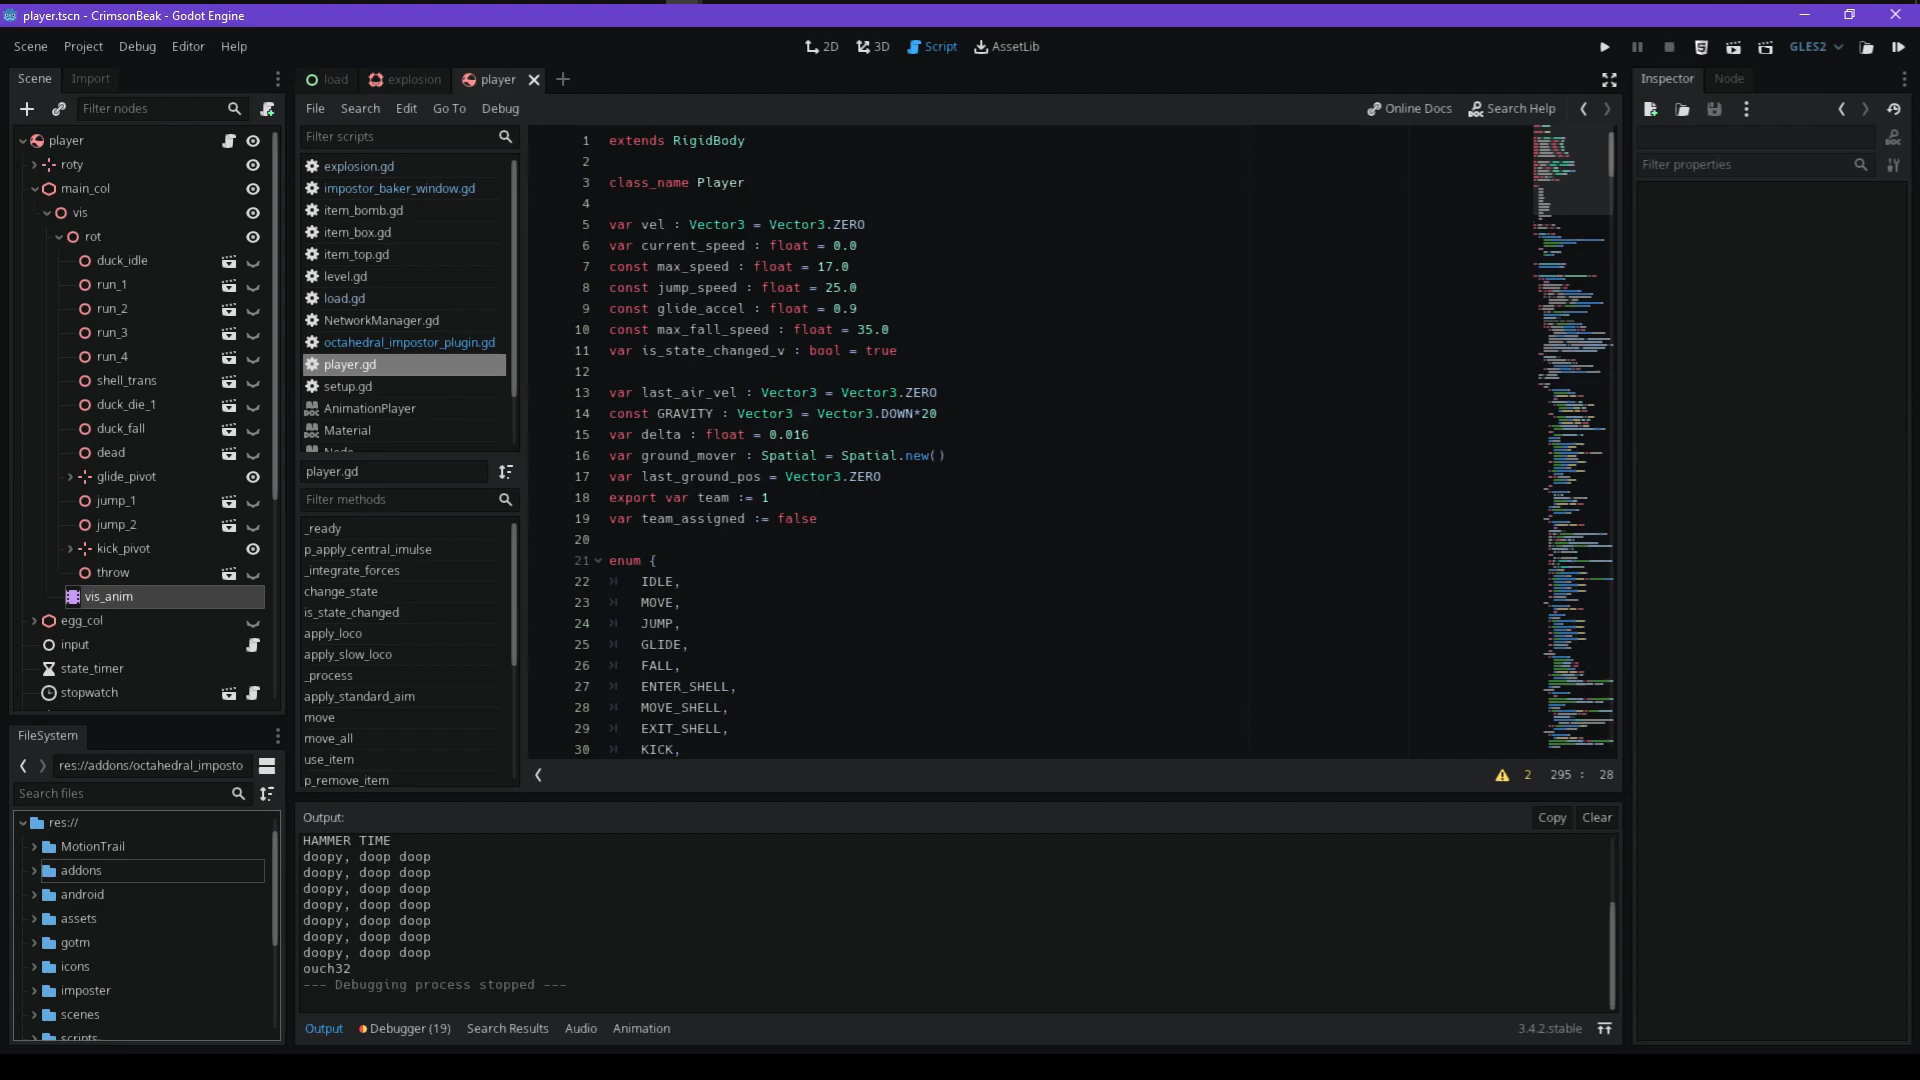 player.tscn - CrimsonBeak - Godot Engine
Scene Project Debug Editor Help
2D 3D Script AssetLib
GLES2
Scene Import
Filter nodes
player
roty
main_col
vis
rot
duck_idle
run_1
run_2
run_3
run_4
shell_trans
duck_die_1
duck_fall
dead
glide_pivot
jump_1
jump_2
kick_pivot
throw
vis_anim
egg_col
input
state_timer
stopwatch
FileSystem
res://addons/octahedral_imposto
Search files
res://
MotionTrail
addons
android
assets
gotm
icons
imposter
scenes
scripts
load explosion player
File Search Edit Go To Debug
Online Docs Search Help
Filter scripts
explosion.gd
impostor_baker_window.gd
item_bomb.gd
item_box.gd
item_top.gd
level.gd
load.gd
NetworkManager.gd
octahedral_impostor_plugin.gd
player.gd
setup.gd
AnimationPlayer
Material
Node
player.gd
Filter methods
_ready
p_apply_central_imulse
_integrate_forces
change_state
is_state_changed
apply_loco
apply_slow_loco
_process
apply_standard_aim
move
move_all
use_item
p_remove_item
1 extends RigidBody
2
3 class_name Player
4
5 var vel : Vector3 = Vector3.ZERO
6 var current_speed : float = 0.0
7 const max_speed : float = 17.0
8 const jump_speed : float = 25.0
9 const glide_accel : float = 0.9
10 const max_fall_speed : float = 35.0
11 var is_state_changed_v : bool = true
12
13 var last_air_vel : Vector3 = Vector3.ZERO
14 const GRAVITY : Vector3 = Vector3.DOWN*20
15 var delta : float = 0.016
16 var ground_mover : Spatial = Spatial.new()
17 var last_ground_pos = Vector3.ZERO
18 export var team := 1
19 var team_assigned := false
20
21 enum {
22 IDLE,
23 MOVE,
24 JUMP,
25 GLIDE,
26 FALL,
27 ENTER_SHELL,
28 MOVE_SHELL,
29 EXIT_SHELL,
30 KICK,
2 295 : 28
Output: Copy Clear
HAMMER TIME
doopy, doop doop
doopy, doop doop
doopy, doop doop
doopy, doop doop
doopy, doop doop
doopy, doop doop
doopy, doop doop
ouch32
--- Debugging process stopped ---
Output Debugger (19) Search Results Audio Animation
3.4.2.stable
Inspector Node
Filter properties